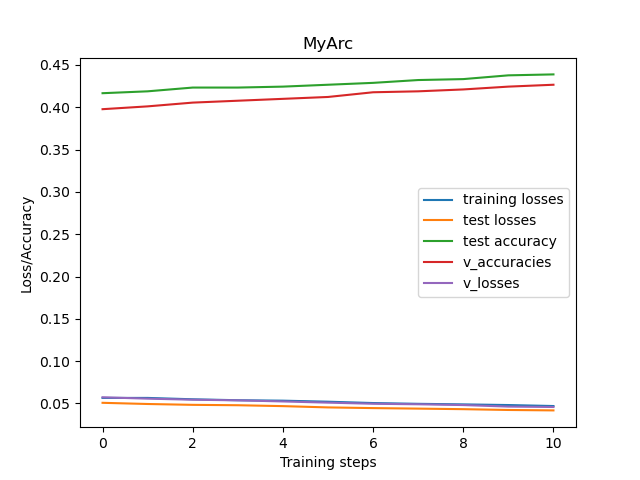 MyArc
Loss/Accuracy
0.45
0.40
0.35
0.30
0.25
0.20
0.15
0.10
0.05
training losses
test losses
test accuracy
v_accuracies
v_losses
0 2 4 6 8 10
Training steps